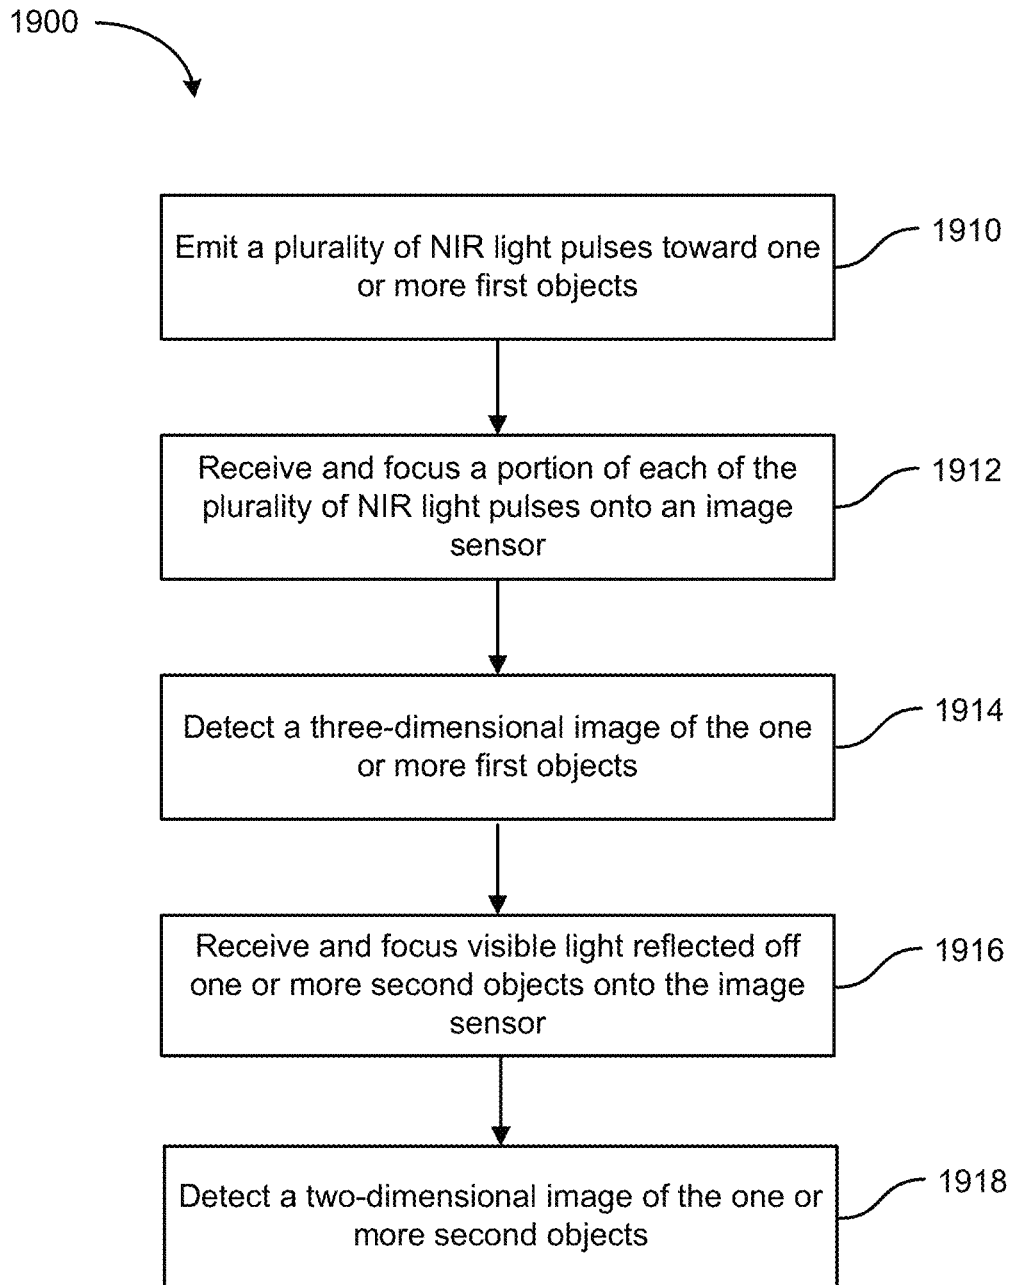 1900
Emit a plurality of NIR light pulses toward one
or more first objects
1910
Receive and focus a portion of each of the
plurality of NIR light pulses onto an image
sensor
1912
Detect a three-dimensional image of the one
or more first objects
1914
Receive and focus visible light reflected off
one or more second objects onto the image
sensor
1916
Detect a two-dimensional image of the one or
more second objects
1918